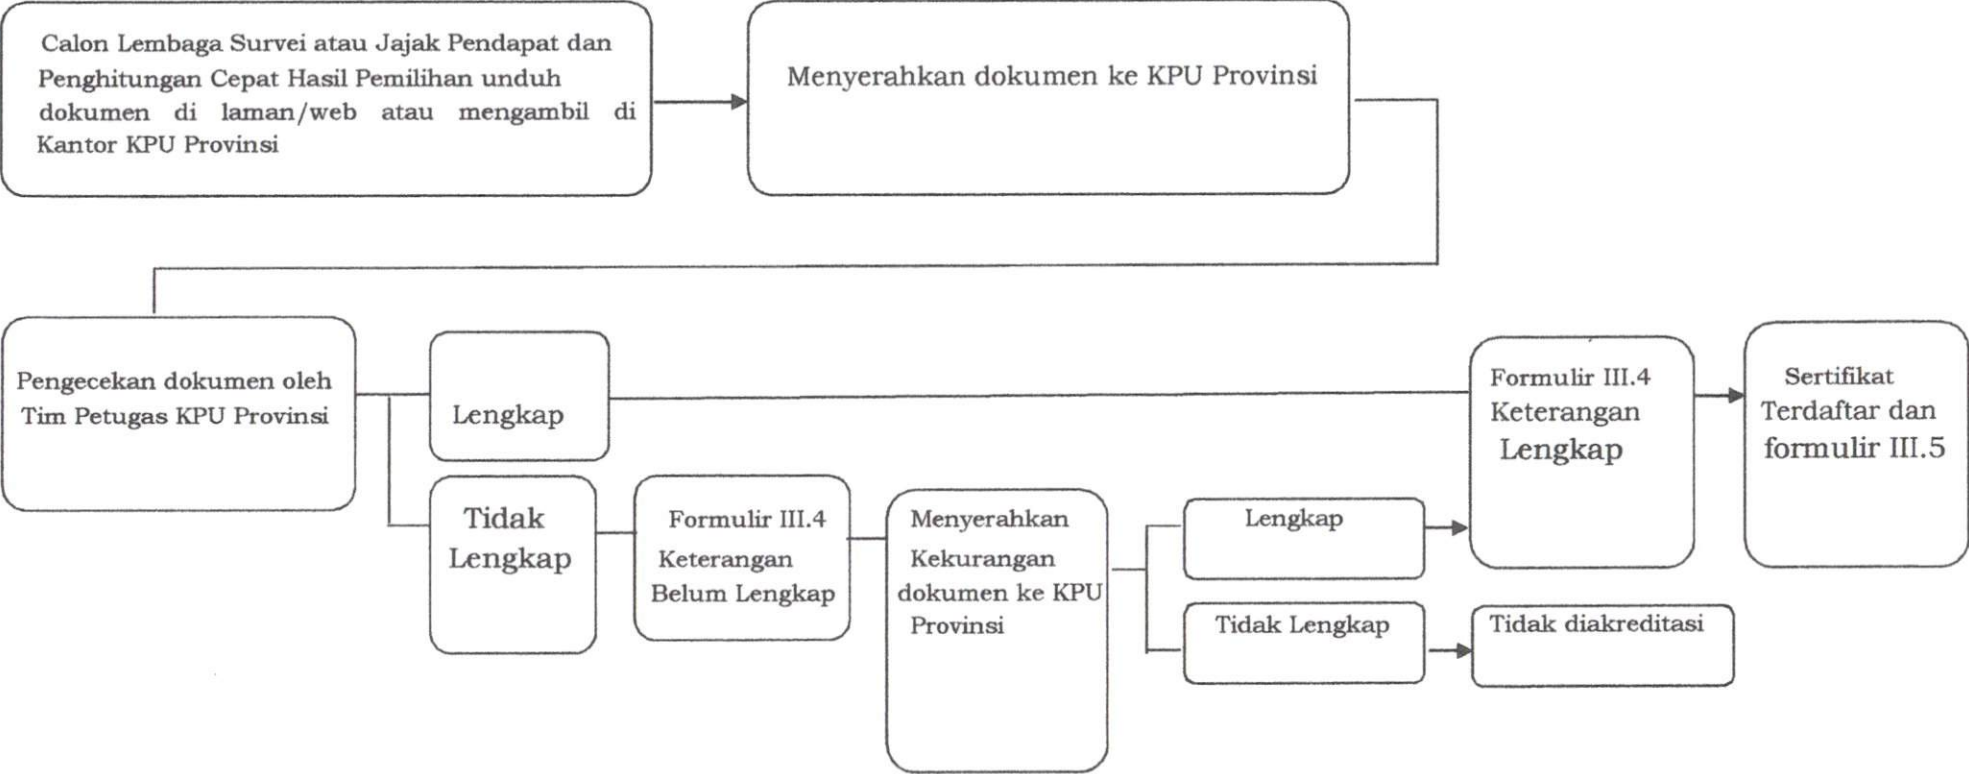 Calon Lembaga Survei atau Jajak Pendapat dan
Penghitungan Cepat Hasil Pemilihan unduh
dokumen di laman/web atau mengambil di
Kantor KPU Provinsi
Menyerahkan dokumen ke KPU Provinsi
Pengecekan dokumen oleh
Tim Petugas KPU Provinsi
Lengkap
Formulir III.4
Keterangan
Lengkap
Sertifikat
Terdaftar dan
formulir III.5
Tidak
Lengkap
Formulir III.4
Keterangan
Belum Lengkap
Menyerahkan
Kekurangan
dokumen ke KPU
Provinsi
Lengkap
Tidak Lengkap
Tidak diakreditasi